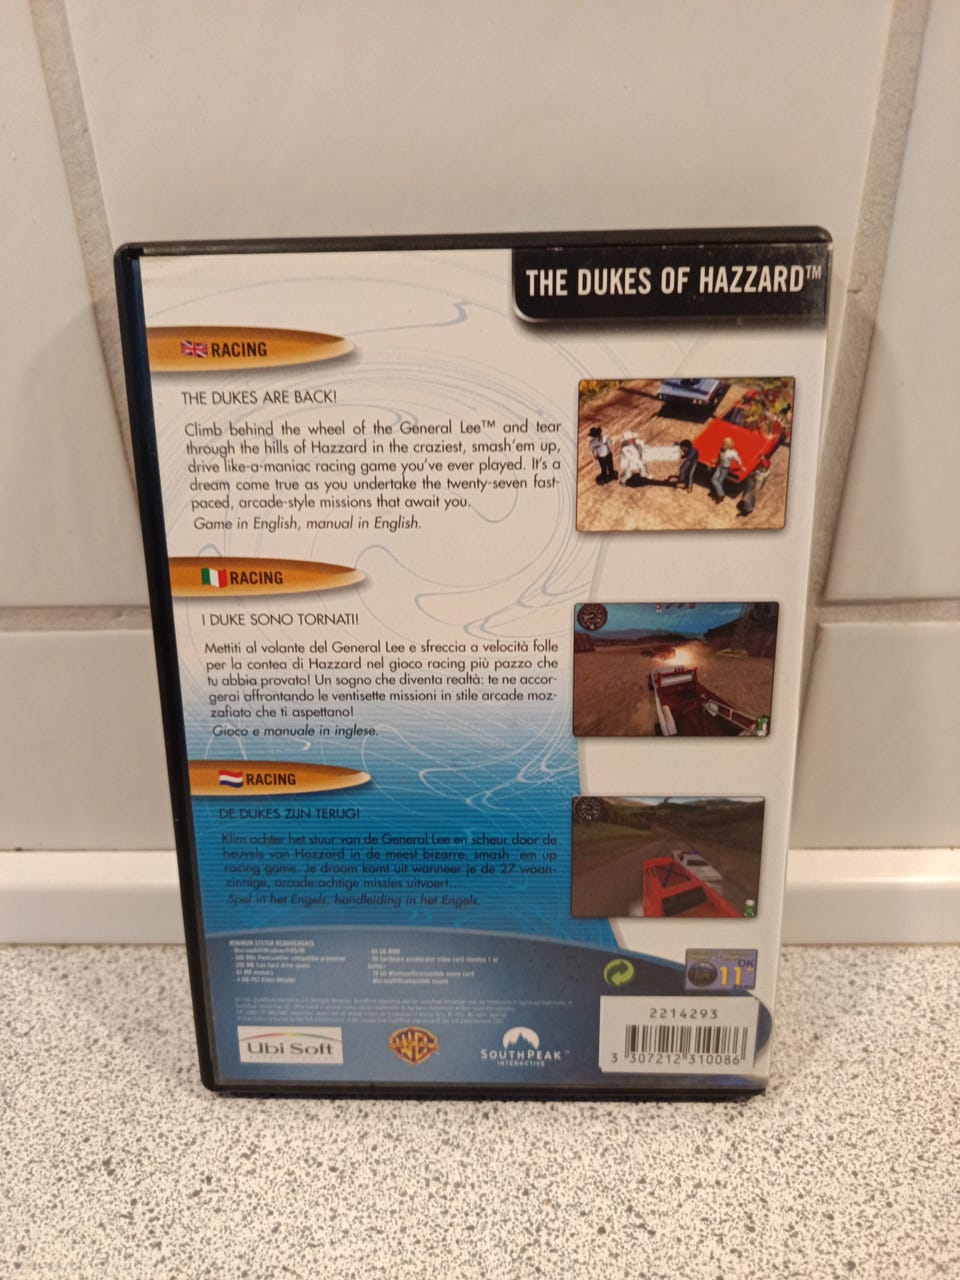 THE DUKES OF HAZZARD™
RACING
THE DUKES ARE BACK!
Climb behind the wheel of the General Lee™ and tear
through the hills of Hazzard in the craziest, smash'em up,
drive like-a-maniac racing game you've ever played. It's a
dream come true as you undertake the twenty-seven fast-
paced, arcade-style missions that await you.
Game in English, manual in English.
RACING
I DUKE SONO TORNATI!
Mettiti al volante del General Lee e sfreccia a velocità folle
per la contea di Hazzard nel gioco racing più pazzo che
tu abbia provato! Un sogno che diventa realtà: te ne accor-
gerai affrontando le ventisette missioni in stile arcade moz-
zafiato che ti aspettano!
Gioco e manuale in inglese.
RACING
DE DUKES ZIJN TERUG!
Klim achter het stuur van de General Lee en scheur door de
heuvels van Hazzard in de meest bizarre, smash 'em up
racing game. Je droom komt uit wanneer je de 27 waan-
zinnige, arcade-achtige missies uitvoert.
Spel in het Engels, handleiding in het Engels.
MINIMUM SYSTEM REQUIREMENTS
OK
11+
Ubi Soft
WB
SOUTHPEAK™
INTERACTIVE
2214293
3 307212 310086